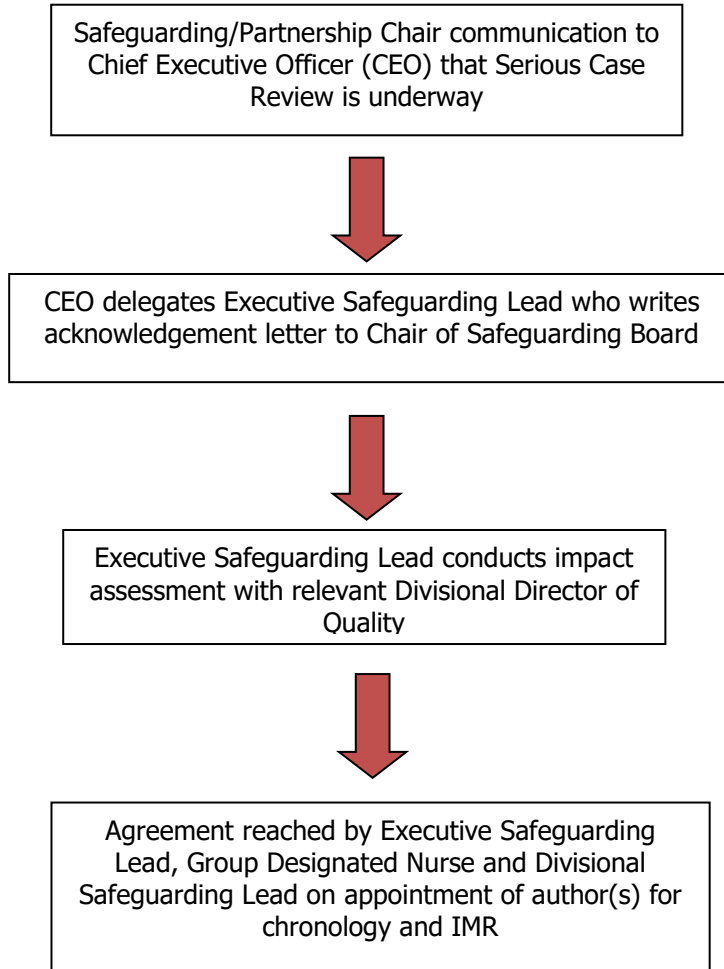 Safeguarding/Partnership Chair communication to
Chief Executive Officer (CEO) that Serious Case
Review is underway
CEO delegates Executive Safeguarding Lead who writes
acknowledgement letter to Chair of Safeguarding Board
Executive Safeguarding Lead conducts impact
assessment with relevant Divisional Director of
Quality
Agreement reached by Executive Safeguarding
Lead, Group Designated Nurse and Divisional
Safeguarding Lead on appointment of author(s) for
chronology and IMR